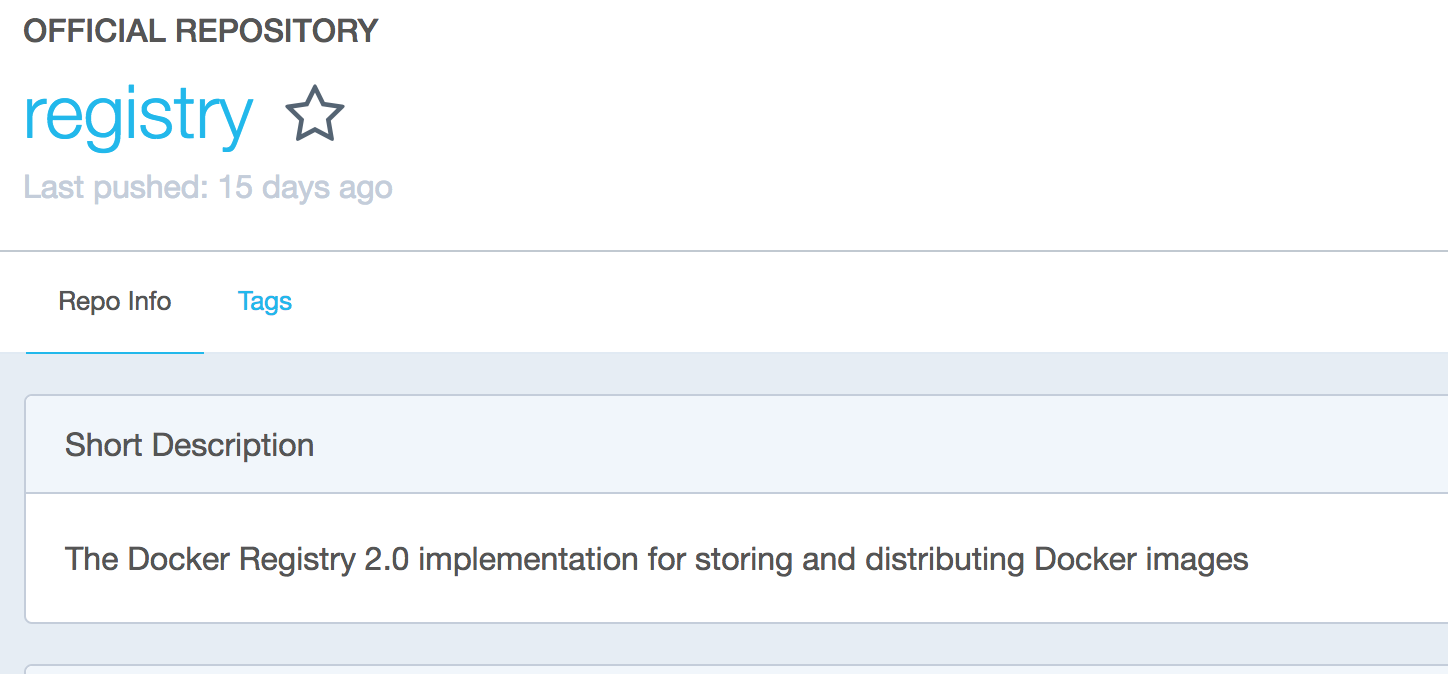 OFFICIAL REPOSITORY
registry
Last pushed: 15 days ago
Repo Info
Tags
Short Description
The Docker Registry 2.0 implementation for storing and distributing Docker images